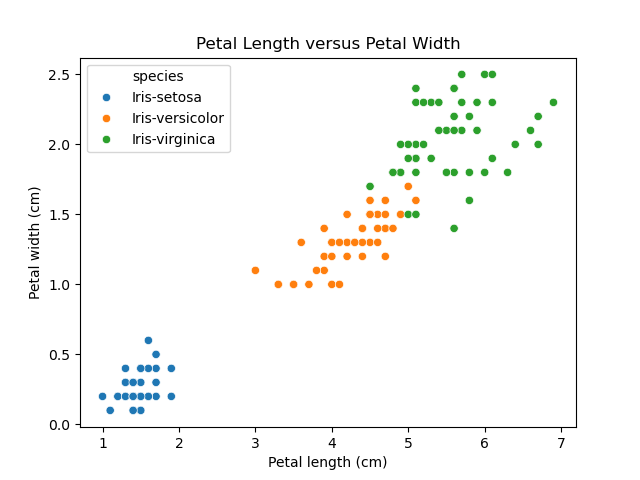 Petal Length versus Petal Width
species
Iris-setosa
Iris-versicolor
Iris-virginica
2.5
2.0
1.5
1.0
0.5
0.0
Petal width (cm)
1 2 3 4 5 6 7
Petal length (cm)